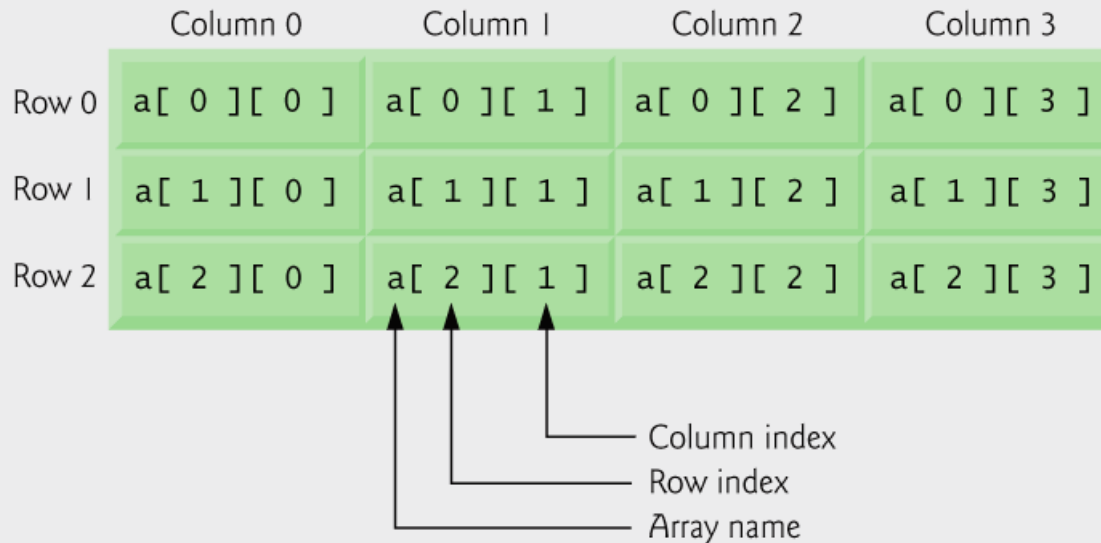 Column 0 Column 1 Column 2 Column 3
Row 0 a[ 0 ][ 0 ] a[ 0 ][ 1 ] a[ 0 ][ 2 ] a[ 0 ][ 3 ]
Row 1 a[ 1 ][ 0 ] a[ 1 ][ 1 ] a[ 1 ][ 2 ] a[ 1 ][ 3 ]
Row 2 a[ 2 ][ 0 ] a[ 2 ][ 1 ] a[ 2 ][ 2 ] a[ 2 ][ 3 ]
Column index
Row index
Array name